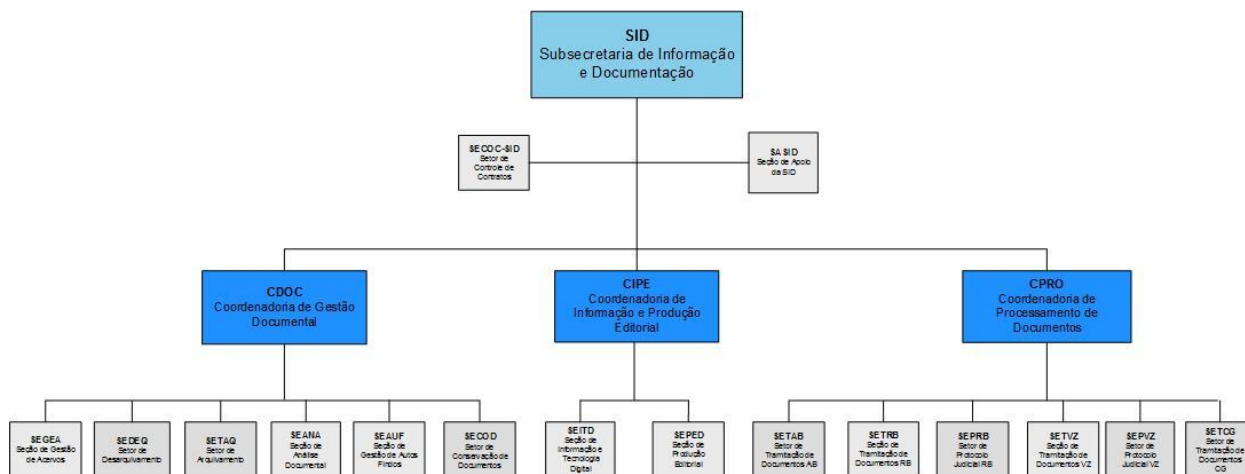 SID
Subsecretaria de Informação
e Documentação
SECOC-SID
Setor de
Controle de
Contratos
SASID
Seção de Apoio
da SID
CDOC
Coordenadoria de Gestão
Documental
CIPE
Coordenadoria de
Informação e Produção
Editorial
CPRO
Coordenadoria de
Processamento de
Documentos
SEGEA
Seção de Gestão
de Acervos
SEDEQ
Setor de
Desarquivamento
SETAQ
Setor de
Arquivamento
SEANA
Seção de
Análise
Documental
SEAUF
Seção de
Gestão de Autos
Findos
SECOD
Setor de
Conservação de
Documentos
SEITD
Seção de
Informação e
Tecnologia
Digital
SEPED
Seção de
Produção
Editorial
SETAB
Setor de
Tramitação de
Documentos AB
SETRB
Seção de
Tramitação de
Documentos RB
SEPRB
Setor de
Protocolo
Judicial RB
SETVZ
Seção de
Tramitação de
Documentos VZ
SEPVZ
Setor de
Protocolo
Judicial VZ
SETCG
Setor de
Tramitação de
Documentos
CG